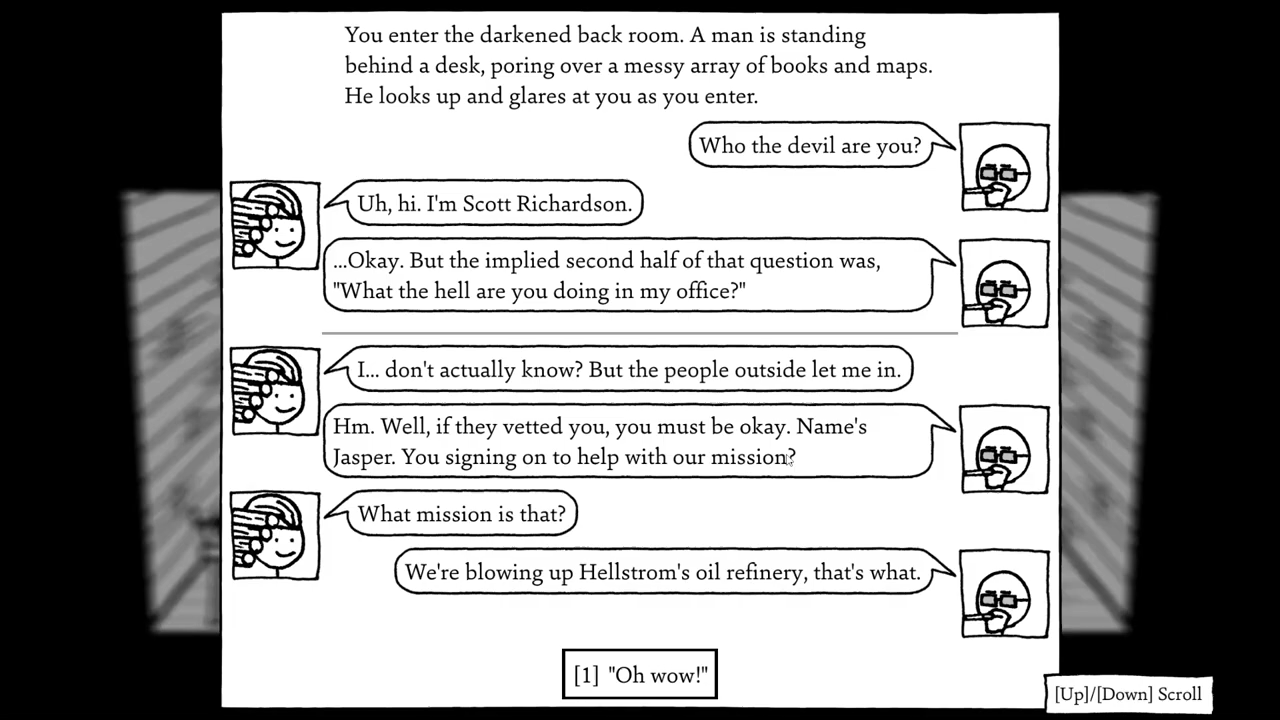 You enter the darkened back room. A man is standing
behind a desk, poring over a messy array of books and maps.
He looks up and glares at you as you enter.
Who the devil are you?
Uh, hi. I'm Scott Richardson.
...Okay. But the implied second half of that question was,
"What the hell are you doing in my office?"
I... don't actually know? But the people outside let me in.
Hm. Well, if they vetted you, you must be okay. Name's
Jasper. You signing on to help with our mission?
What mission is that?
We're blowing up Hellstrom's oil refinery, that's what.
[1] "Oh wow!"
[Up]/[Down] Scroll